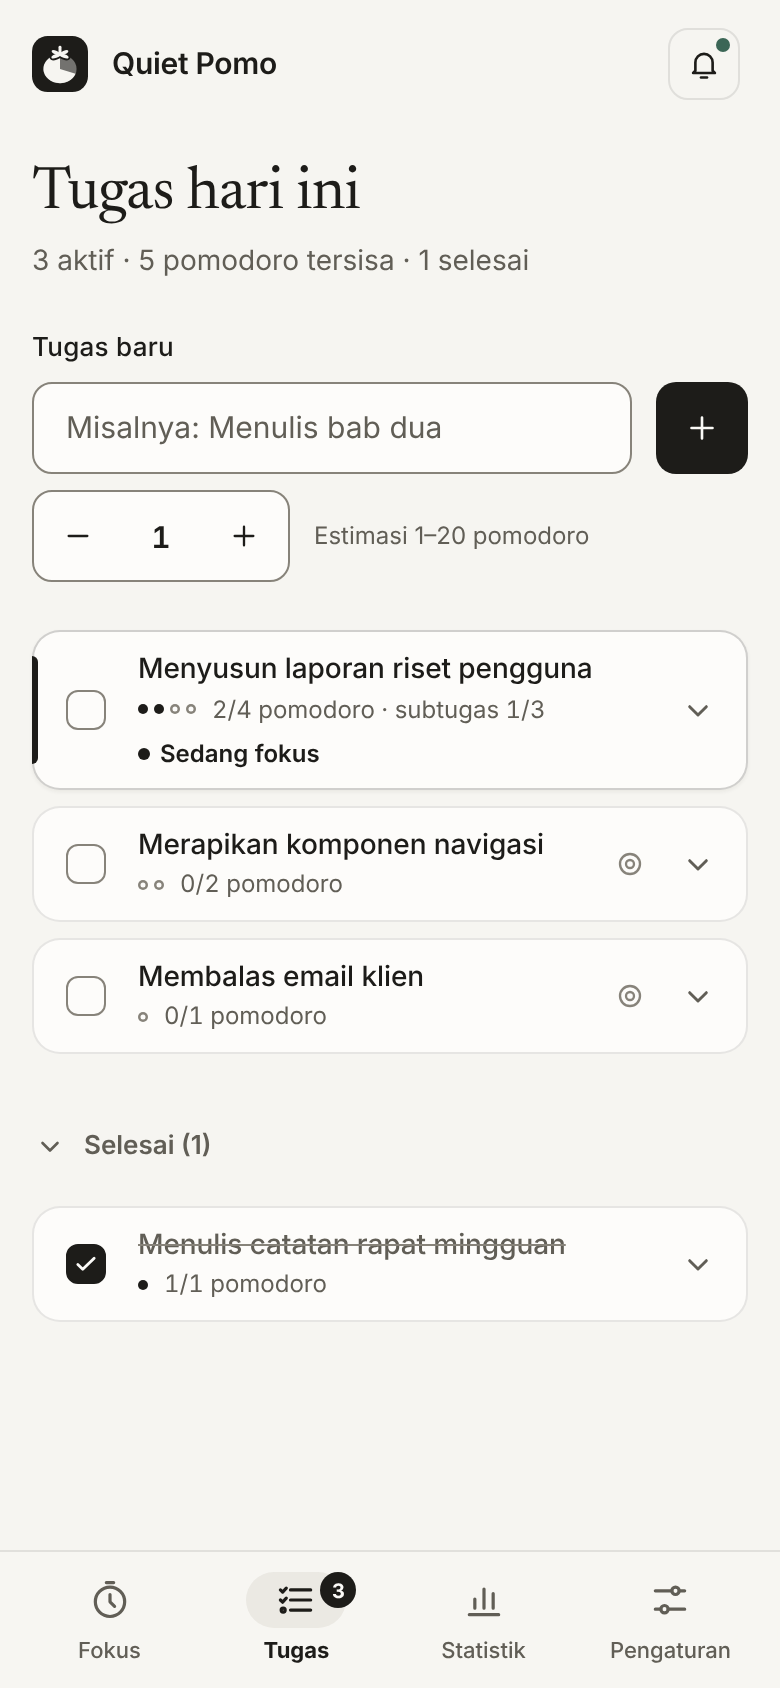 Quiet Pomo
Tugas hari ini
3 aktif · 5 pomodoro tersisa · 1 selesai
Tugas baru
Misalnya: Menulis bab dua
1
Estimasi 1–20 pomodoro
Menyusun laporan riset pengguna
2/4 pomodoro · subtugas 1/3
Sedang fokus
Merapikan komponen navigasi
0/2 pomodoro
Membalas email klien
0/1 pomodoro
Selesai (1)
Menulis catatan rapat mingguan
1/1 pomodoro
3
Fokus
Tugas
Statistik
Pengaturan